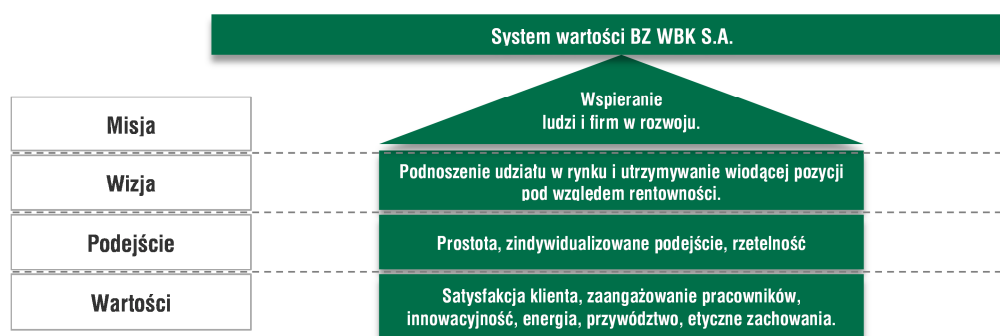 System wartości BZ WBK S.A.
Misja
Wspieranie
ludzi i firm w rozwoju.
Wizja
Podnoszenie udziału w rynku i utrzymywanie wiodącej pozycji
pod względem rentowności.
Podejście
Prostota, zindywidualizowane podejście, rzetelność
Wartości
Satysfakcja klienta, zaangażowanie pracowników,
innowacyjność, energia, przywództwo, etyczne zachowania.